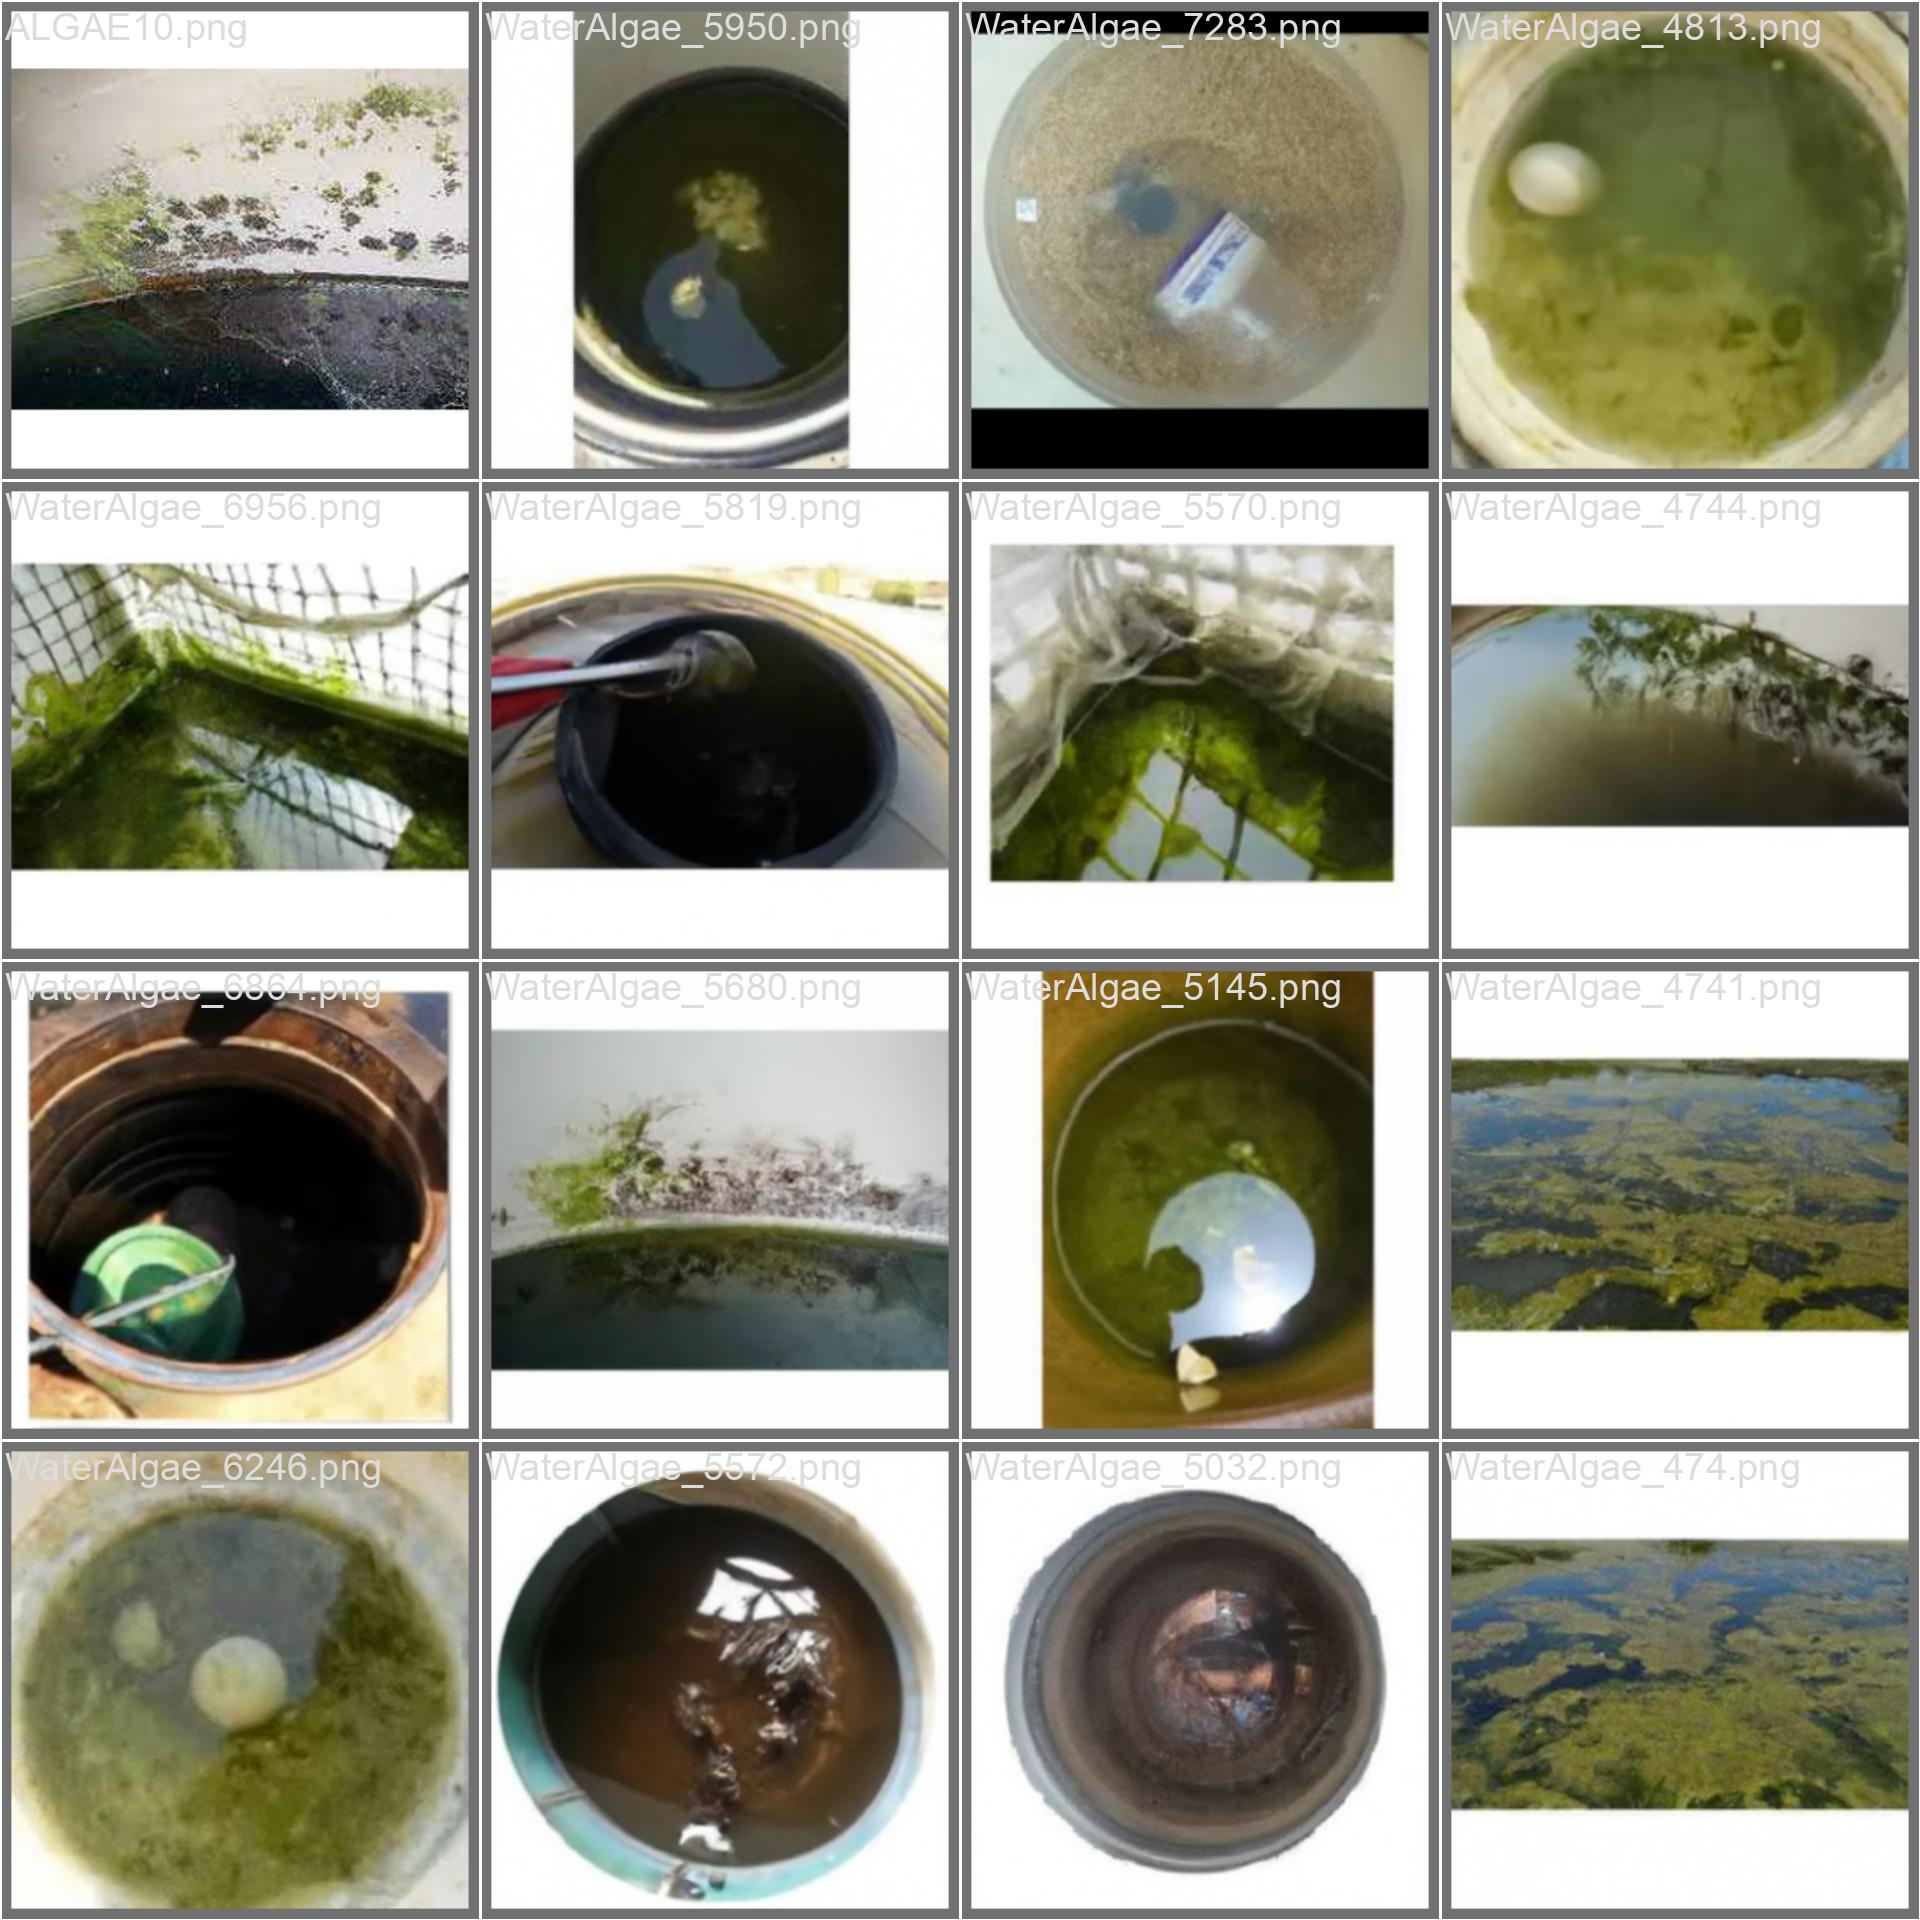 ALGAE10.png
WaterAlgae_5950.png
WaterAlgae_7283.png
WaterAlgae_4813.png
WaterAlgae_6956.png
WaterAlgae_5819.png
WaterAlgae_5570.png
WaterAlgae_4744.png
WaterAlgae_6864.png
WaterAlgae_5680.png
WaterAlgae_5145.png
WaterAlgae_4741.png
WaterAlgae_6246.png
WaterAlgae_5572.png
WaterAlgae_5032.png
WaterAlgae_474.png